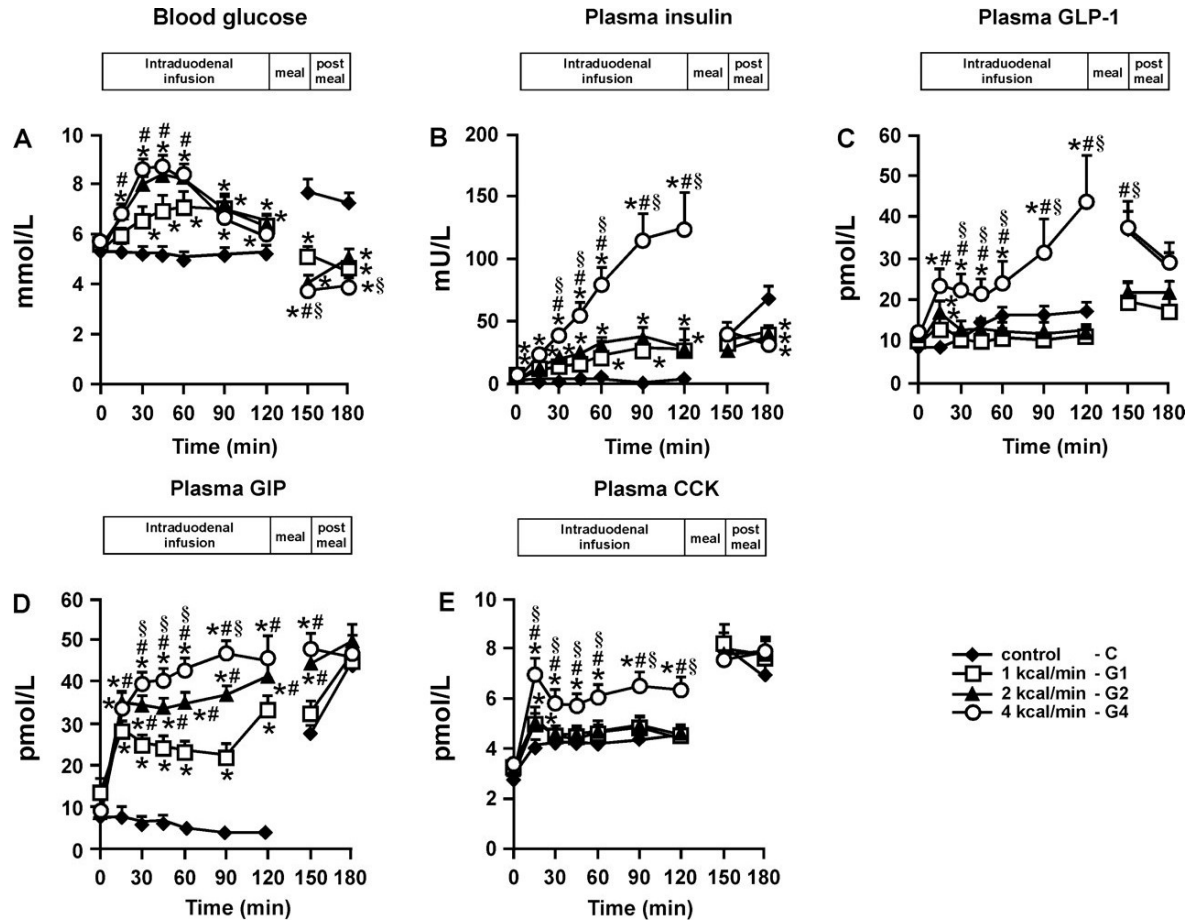 Blood glucose
Intraduodenal
infusion
meal
post
meal
A
mmol/L
10
8
6
4
2
0
0 30 60 90 120 150 180
Time (min)
#
*
#
*
#
*
#
*
*
*
*
*
*
*
*
*
*
*
*
*#§
*
*
*§
Plasma insulin
Intraduodenal
infusion
meal
post
meal
B
mU/L
200
150
100
50
0
0 30 60 90 120 150 180
Time (min)
§
#
*
§
#
*
§
#
*
*#§
*#§
*
*
*
*
*
*
*
*
*
*
*
*
*
*
Plasma GLP-1
Intraduodenal
infusion
meal
post
meal
C
pmol/L
60
50
40
30
20
10
0
0 30 60 90 120 150 180
Time (min)
*#
§
#
*
§
#
*
§
#
*
*#§
*#§
#§
*
*
Plasma GIP
Intraduodenal
infusion
meal
post
meal
D
pmol/L
60
50
40
30
20
10
0
0 30 60 90 120 150 180
Time (min)
*#
*
§
#
*
§
#
*
§
#
*
*#§
*#
*#
*#
*#
*#
*#
*#
*#
*
*
*
*
*
*
Plasma CCK
Intraduodenal
infusion
meal
post
meal
E
pmol/L
10
8
6
4
2
0
0 30 60 90 120 150 180
Time (min)
§
#
*
§
#
*
§
#
*
§
#
*
*#§
*#§
*
*
*
control - C
1 kcal/min - G1
2 kcal/min - G2
4 kcal/min - G4